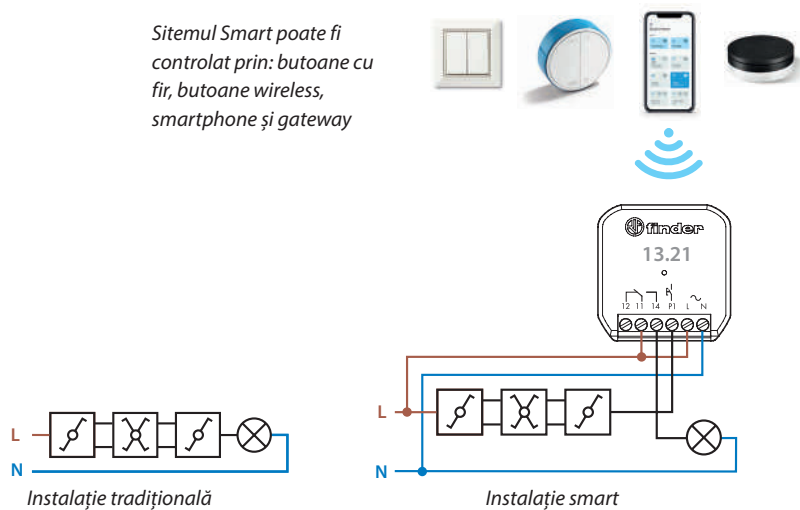 Sitemul Smart poate fi
controlat prin: butoane cu
fir, butoane wireless,
smartphone și gateway
finder
13.21
12 11 14 P1 L N
L
N
Instalație tradițională
L
N
Instalație smart